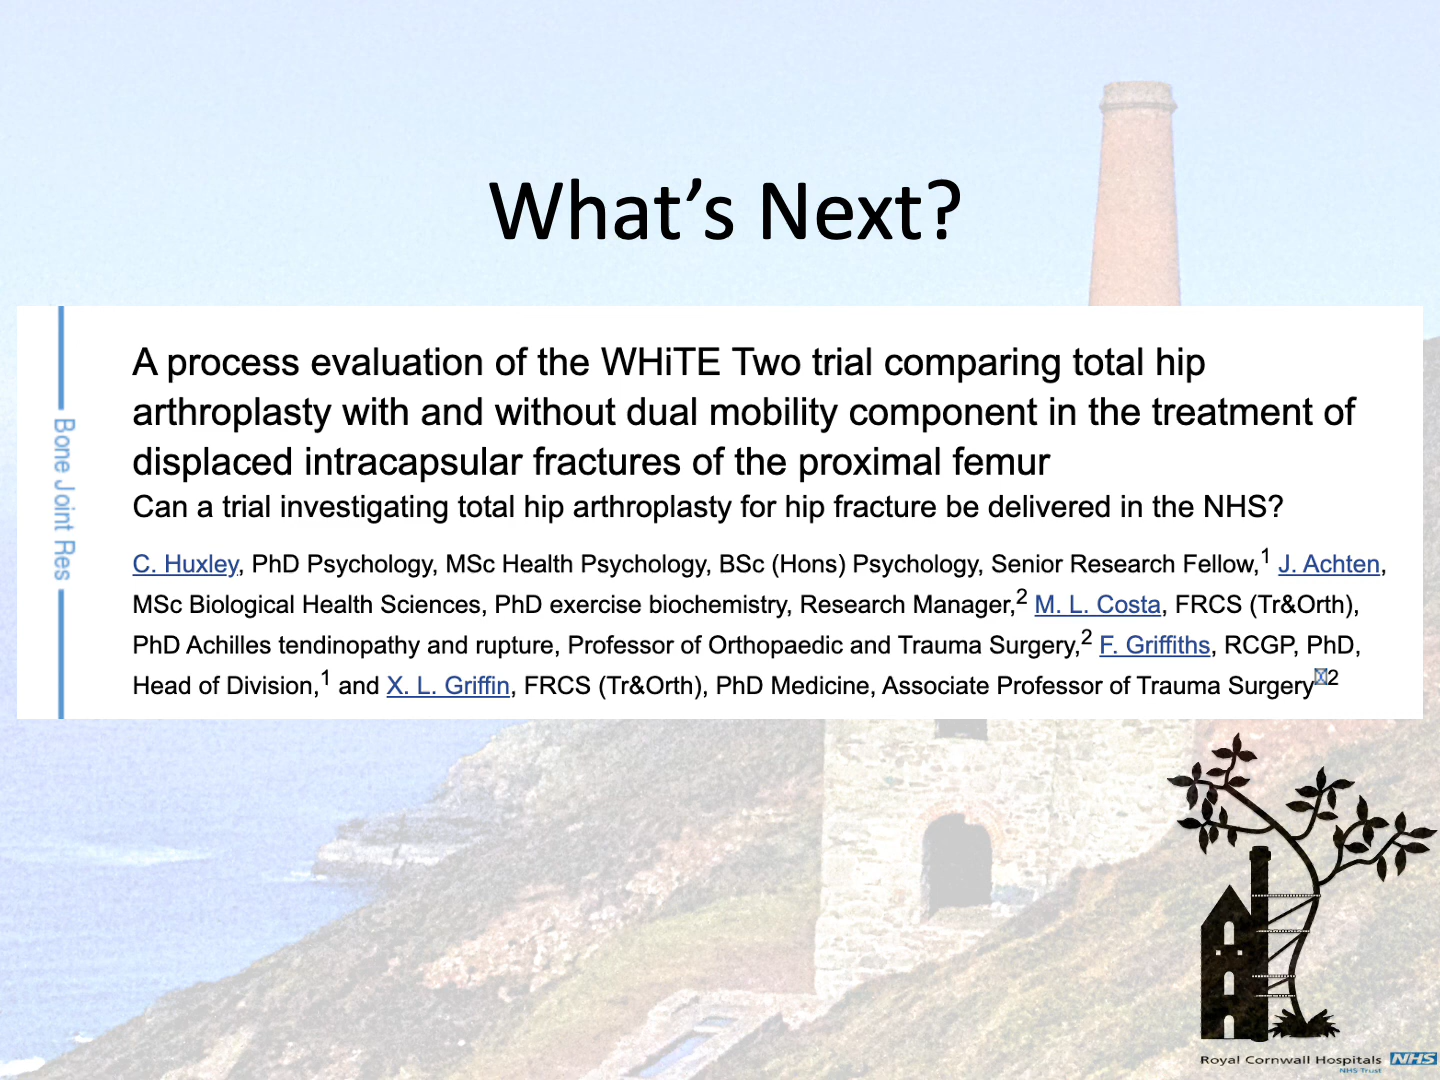 What's Next?
Bone Joint Res
A process evaluation of the WHiTE Two trial comparing total hip
arthroplasty with and without dual mobility component in the treatment of
displaced intracapsular fractures of the proximal femur
Can a trial investigating total hip arthroplasty for hip fracture be delivered in the NHS?
C. Huxley, PhD Psychology, MSc Health Psychology, BSc (Hons) Psychology, Senior Research Fellow,1 J. Achten,
MSc Biological Health Sciences, PhD exercise biochemistry, Research Manager,2 M. L. Costa, FRCS (Tr&Orth),
PhD Achilles tendinopathy and rupture, Professor of Orthopaedic and Trauma Surgery,2 F. Griffiths, RCGP, PhD,
Head of Division,1 and X. L. Griffin, FRCS (Tr&Orth), PhD Medicine, Associate Professor of Trauma Surgery2
Royal Cornwall Hospitals NHS
NHS Trust